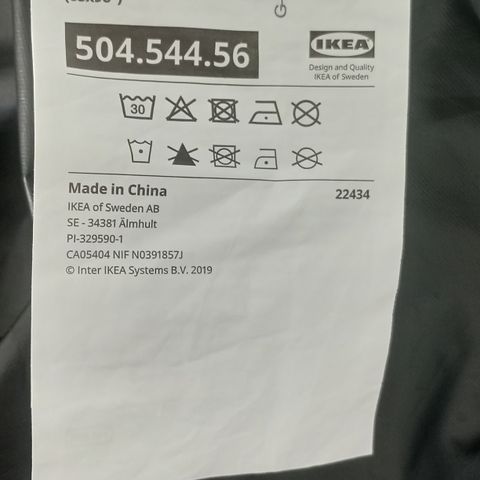 504.544.56
IKEA
Design and Quality
IKEA of Sweden
30
Made in China
22434
IKEA of Sweden AB
SE - 34381 Älmhult
PI-329590-1
CA05404 NIF N0391857J
© Inter IKEA Systems B.V. 2019